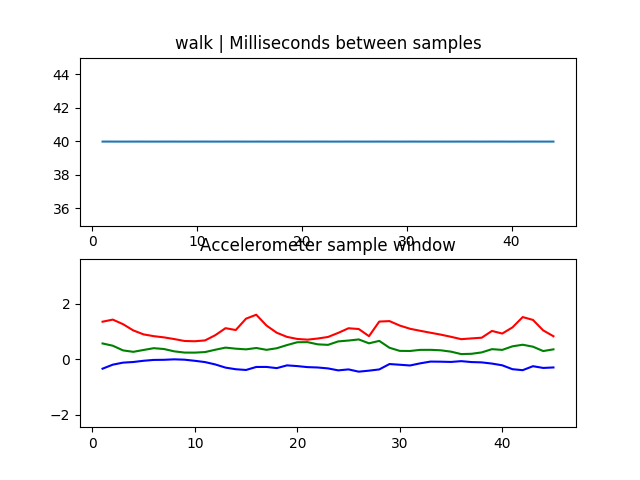 walk | Milliseconds between samples
44
42
40
38
36
0 10 20 30 40
Accelerometer sample window
2
0
−2
0 10 20 30 40